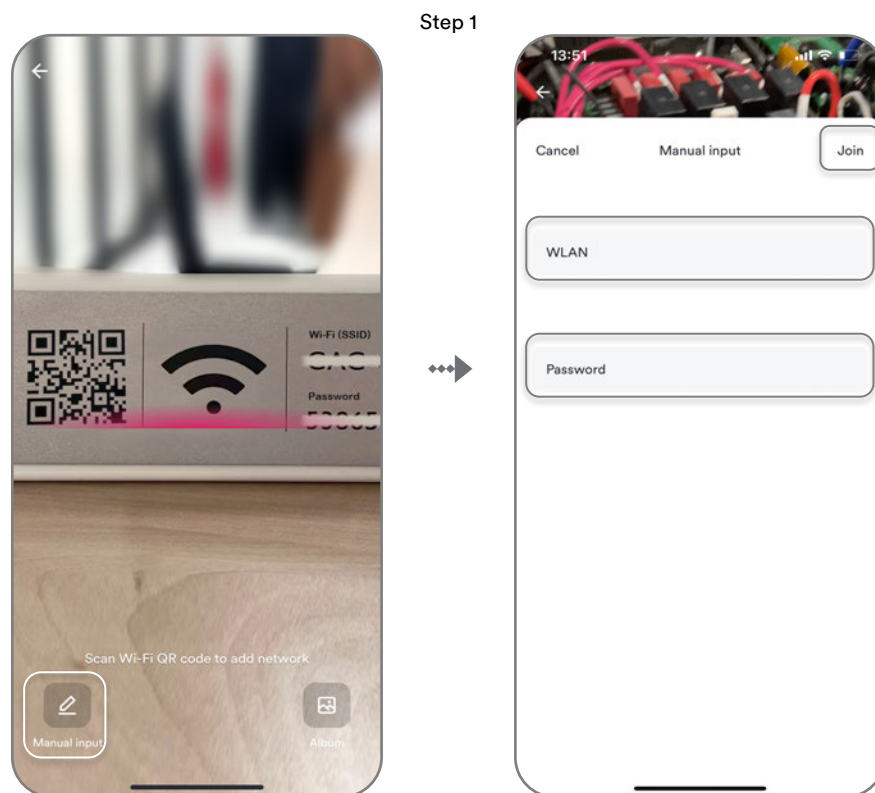 Step 1
Wi-Fi (SSID)
Password
Scan Wi-Fi QR code to add network
Manual input
Album
13:51
Cancel
Manual input
Join
WLAN
Password